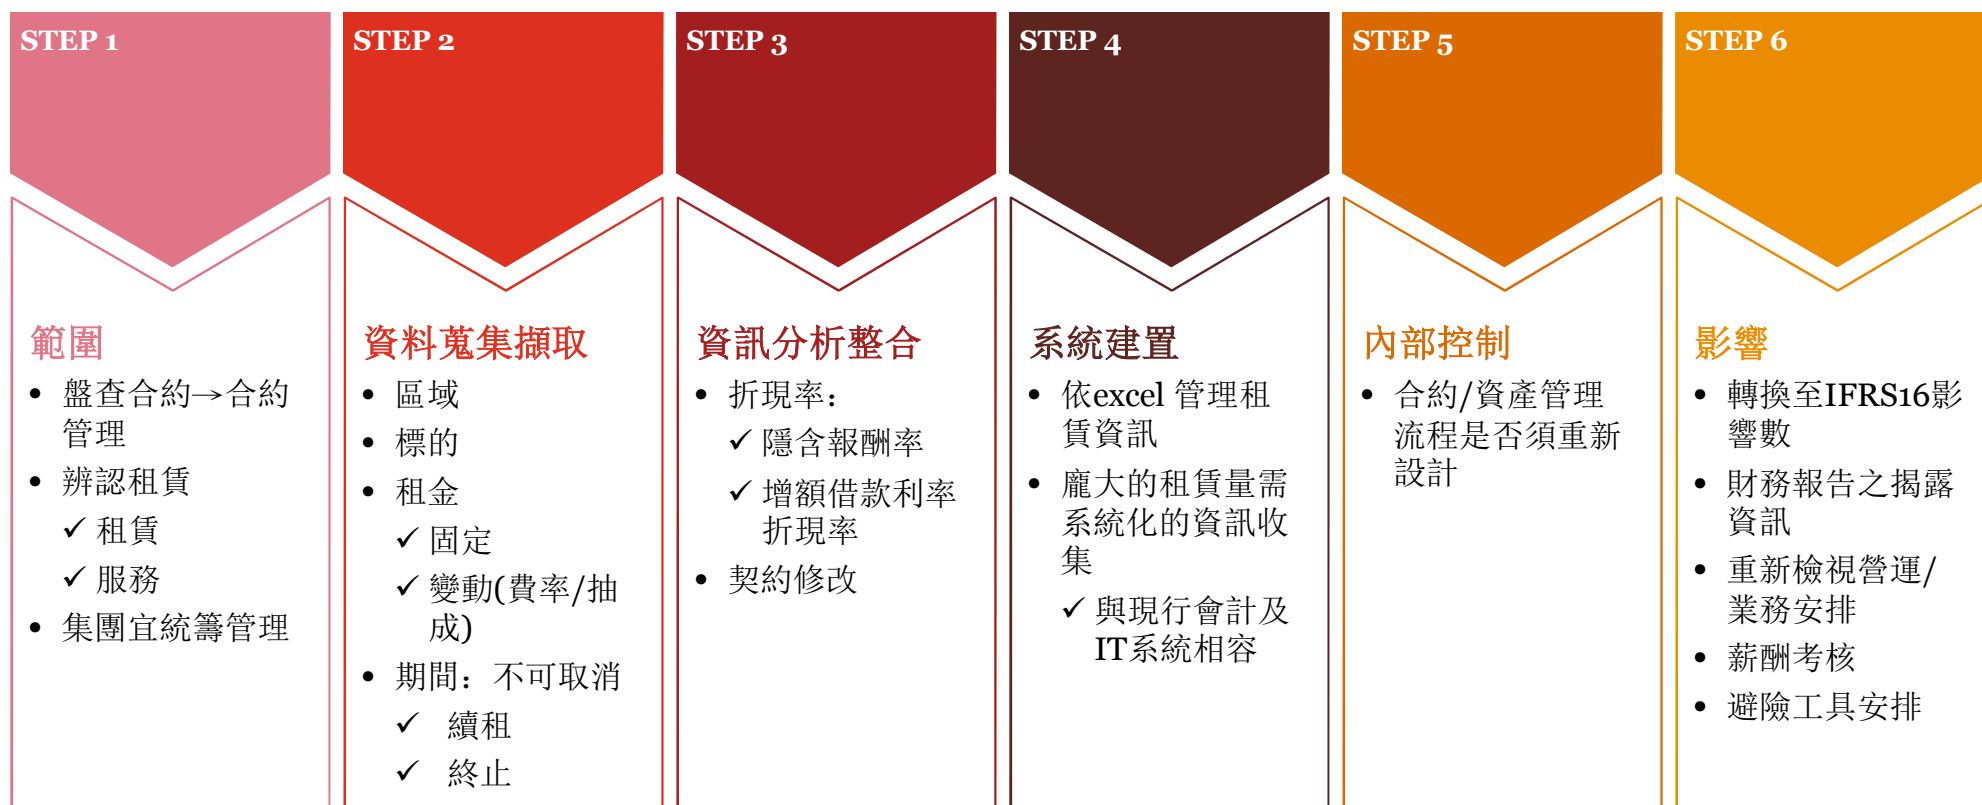 STEP 1
範圍
• 盤查合約→合約
管理
• 辨認租賃
✓ 租賃
✓ 服務
• 集團宜統籌管理
STEP 2
資料蒐集擷取
• 區域
• 標的
• 租金
✓ 固定
✓ 變動(費率/抽
成)
• 期間：不可取消
✓ 續租
✓ 終止
STEP 3
資訊分析整合
• 折現率：
✓ 隱含報酬率
✓ 增額借款利率
折現率
• 契約修改
STEP 4
系統建置
• 依excel 管理租
賃資訊
• 龐大的租賃量需
系統化的資訊收
集
✓ 與現行會計及
IT系統相容
STEP 5
內部控制
• 合約/資產管理
流程是否須重新
設計
STEP 6
影響
• 轉換至IFRS16影
響數
• 財務報告之揭露
資訊
• 重新檢視營運/
業務安排
• 薪酬考核
• 避險工具安排